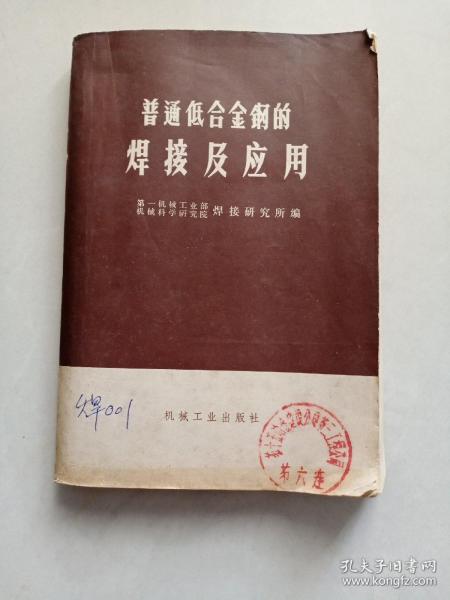 普通低合金钢的
焊接及应用
第一机械工业部
机械科学研究院 焊接研究所编
焊001
机械工业出版社
第六连
孔夫子旧书网
www.kongfz.com